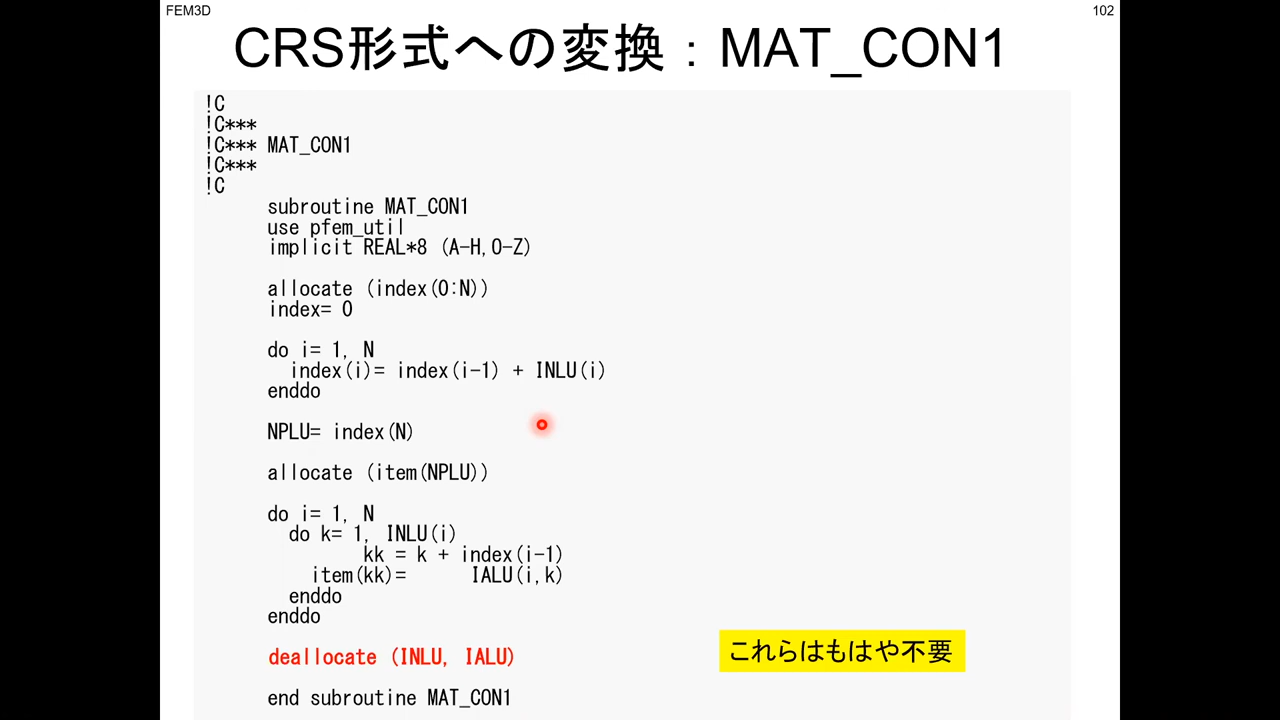 FEM3D
102
CRS形式への変換：MAT_CON1
!C
!C***
!C*** MAT_CON1
!C***
!C
subroutine MAT_CON1
use pfem_util
implicit REAL*8 (A-H,O-Z)
allocate (index(0:N))
index= 0
do i= 1, N
index(i)= index(i-1) + INLU(i)
enddo
NPLU= index(N)
allocate (item(NPLU))
do i= 1, N
do k= 1, INLU(i)
kk = k + index(i-1)
item(kk)= IALU(i,k)
enddo
enddo
deallocate (INLU, IALU)
これらはもはや不要
end subroutine MAT_CON1